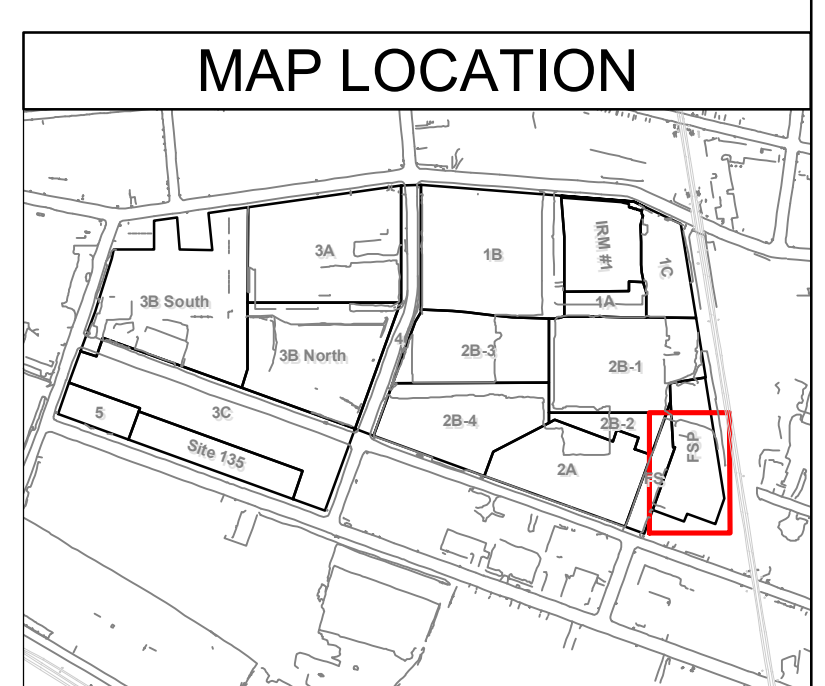 MAP LOCATION
3A
1B
IRM #1
1C
3B South
1A
3B North
4
2B-3
2B-1
5
3C
2B-4
2B-2
Site 135
2A
FS
FSP